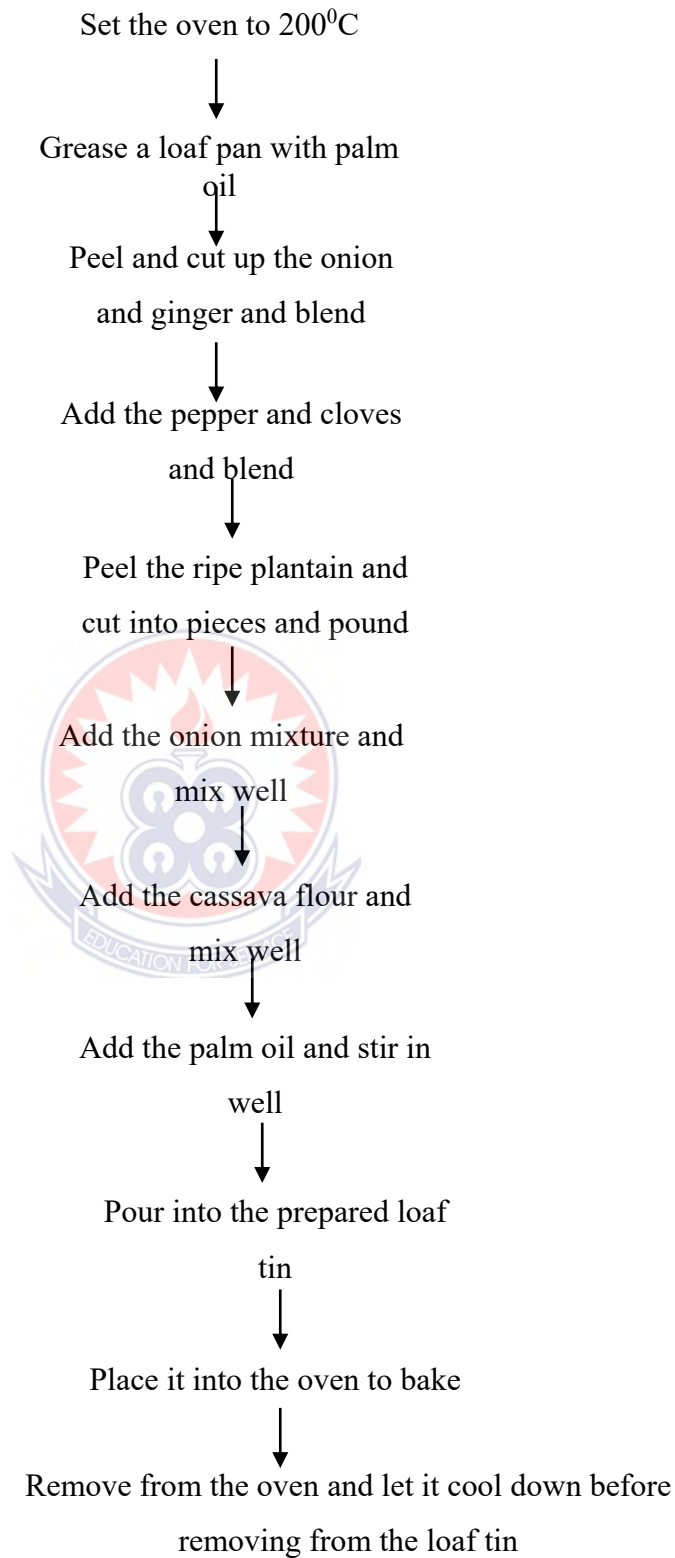 Set the oven to 200⁰C
Grease a loaf pan with palm
oil
Peel and cut up the onion
and ginger and blend
Add the pepper and cloves
and blend
Peel the ripe plantain and
cut into pieces and pound
Add the onion mixture and
mix well
Add the cassava flour and
mix well
EDUCATION FOR SERVICE
Add the palm oil and stir in
well
Pour into the prepared loaf
tin
Place it into the oven to bake
Remove from the oven and let it cool down before
removing from the loaf tin